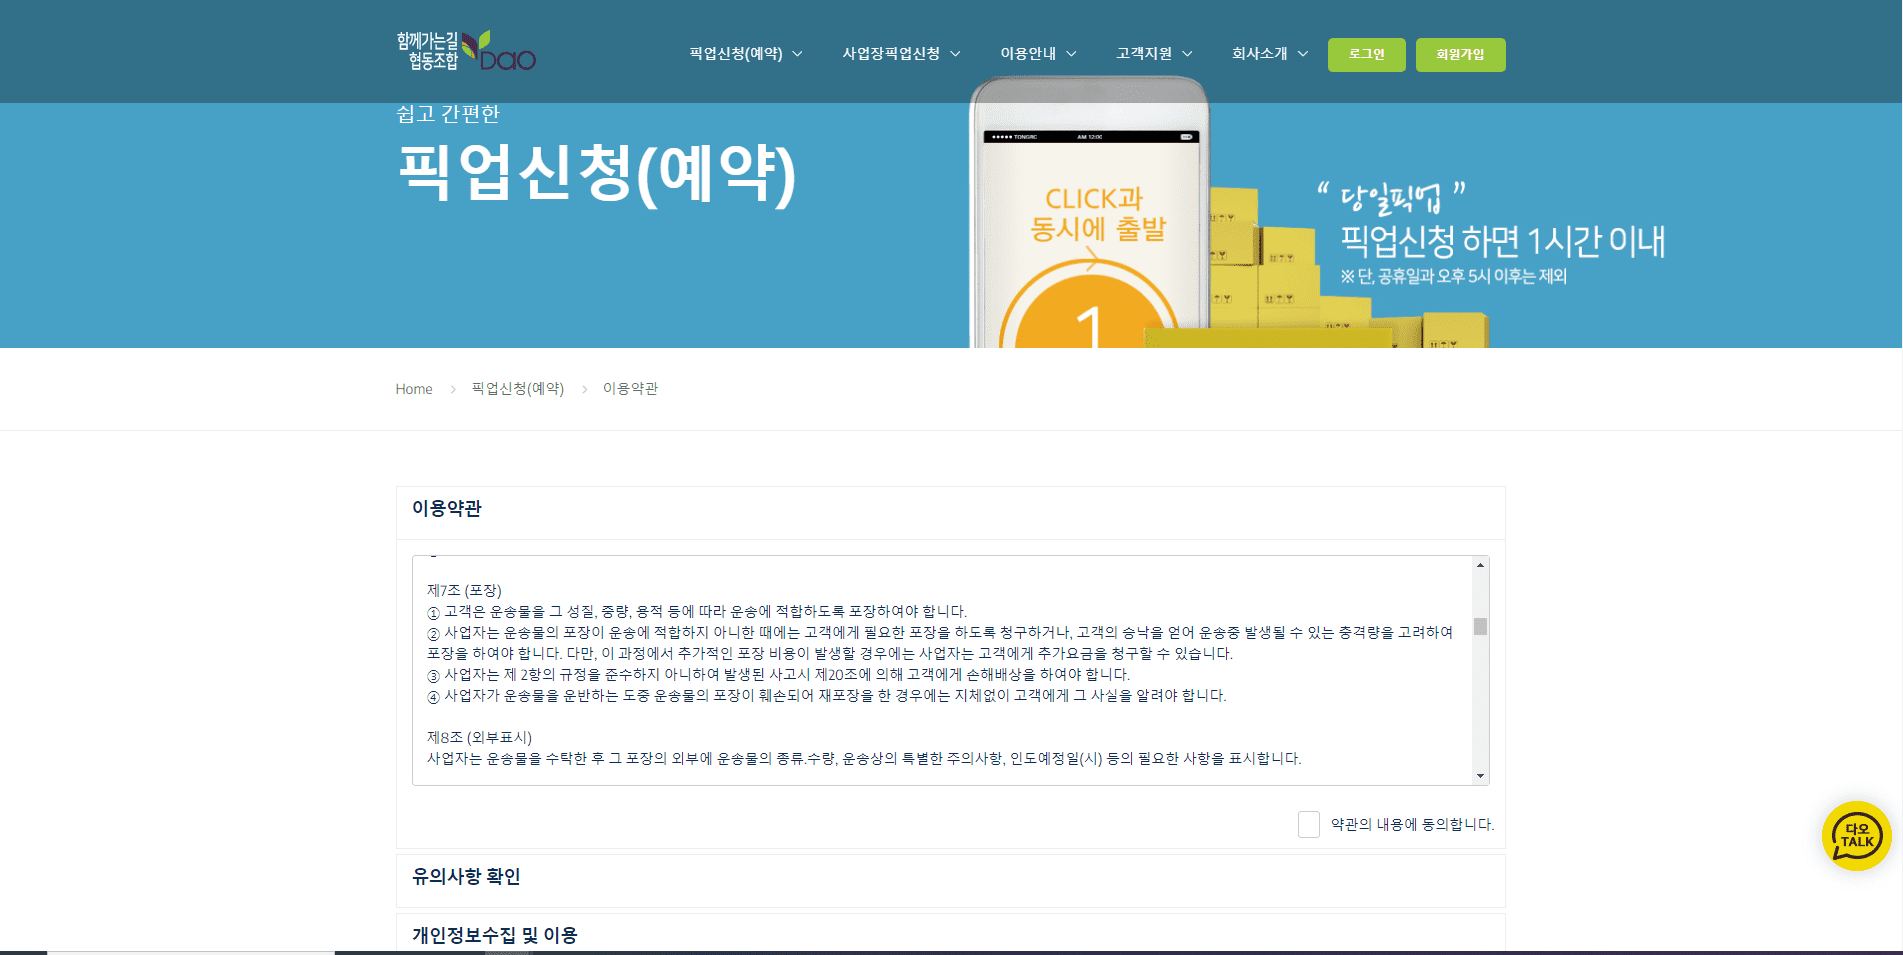 함께가는길
협동조합
Dao
픽업신청(예약)
사업장픽업신청
이용안내
고객지원
회사소개
로그인
회원가입
쉽고 간편한
픽업신청(예약)
TONGRC
AM 12:00
CLICK과
동시에 출발
1
“ 당일픽업 ”
픽업신청 하면 1시간 이내
※ 단, 공휴일과 오후 5시 이후는 제외
Home > 픽업신청(예약) > 이용약관
이용약관
제7조 (포장)
① 고객은 운송물을 그 성질, 중량, 용적 등에 따라 운송에 적합하도록 포장하여야 합니다.
② 사업자는 운송물의 포장이 운송에 적합하지 아니한 때에는 고객에게 필요한 포장을 하도록 청구하거나, 고객의 승낙을 얻어 운송중 발생될 수 있는 충격량을 고려하여
포장을 하여야 합니다. 다만, 이 과정에서 추가적인 포장 비용이 발생할 경우에는 사업자는 고객에게 추가요금을 청구할 수 있습니다.
③ 사업자는 제 2항의 규정을 준수하지 아니하여 발생된 사고시 제20조에 의해 고객에게 손해배상을 하여야 합니다.
④ 사업자가 운송물을 운반하는 도중 운송물의 포장이 훼손되어 재포장을 한 경우에는 지체없이 고객에게 그 사실을 알려야 합니다.
제8조 (외부표시)
사업자는 운송물을 수탁한 후 그 포장의 외부에 운송물의 종류.수량, 운송상의 특별한 주의사항, 인도예정일(시) 등의 필요한 사항을 표시합니다.
약관의 내용에 동의합니다.
다오
TALK
유의사항 확인
개인정보수집 및 이용